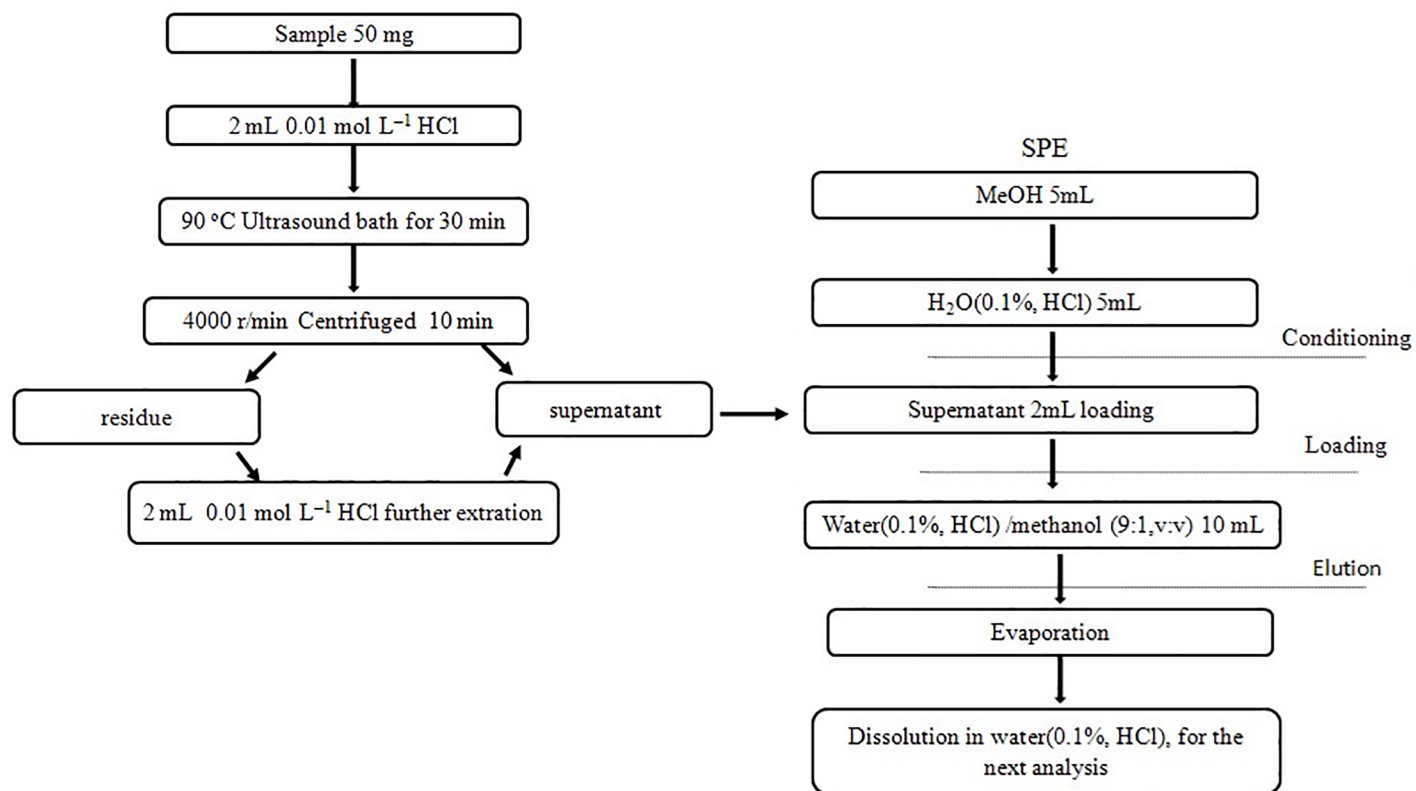 Sample 50 mg
2 mL 0.01 mol L⁻¹ HCl
90 °C Ultrasound bath for 30 min
4000 r/min Centrifuged 10 min
residue
supernatant
2 mL 0.01 mol L⁻¹ HCl further extration
SPE
MeOH 5mL
H₂O(0.1%, HCl) 5mL
Conditioning
Supernatant 2mL loading
Loading
Water(0.1%, HCl) /methanol (9:1,v:v) 10 mL
Elution
Evaporation
Dissolution in water(0.1%, HCl), for the
next analysis